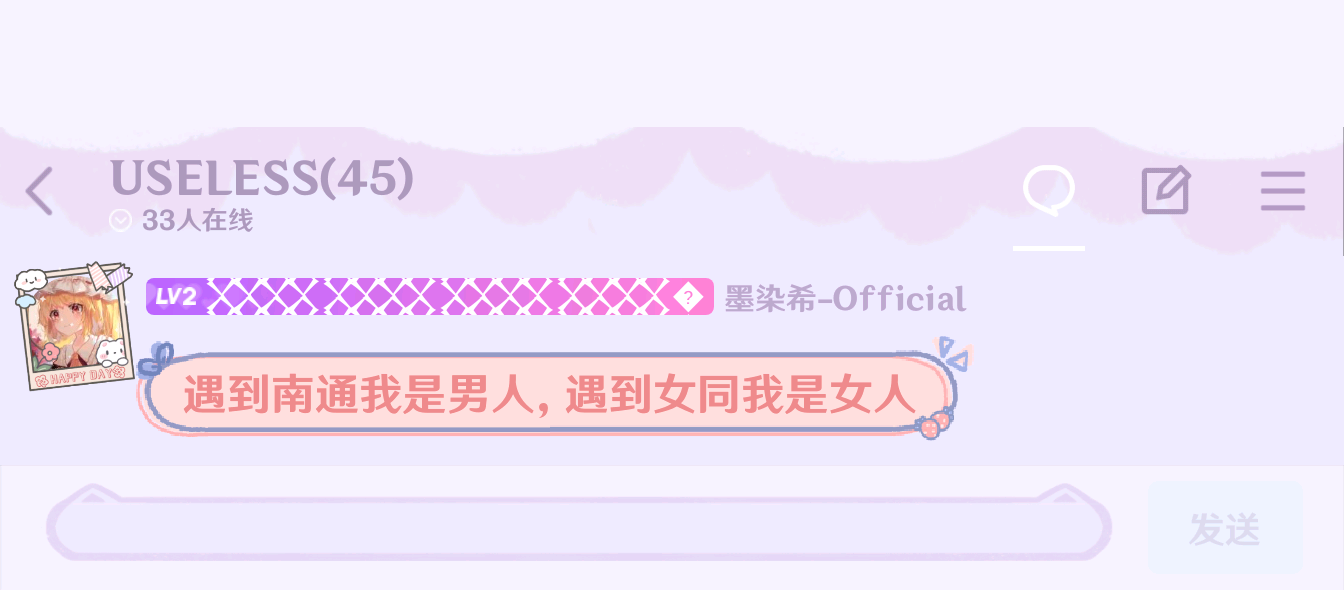 USELESS(45)
33人在线
LV2
?
墨染希-Official
HAPPY DAY
遇到南通我是男人, 遇到女同我是女人
发送